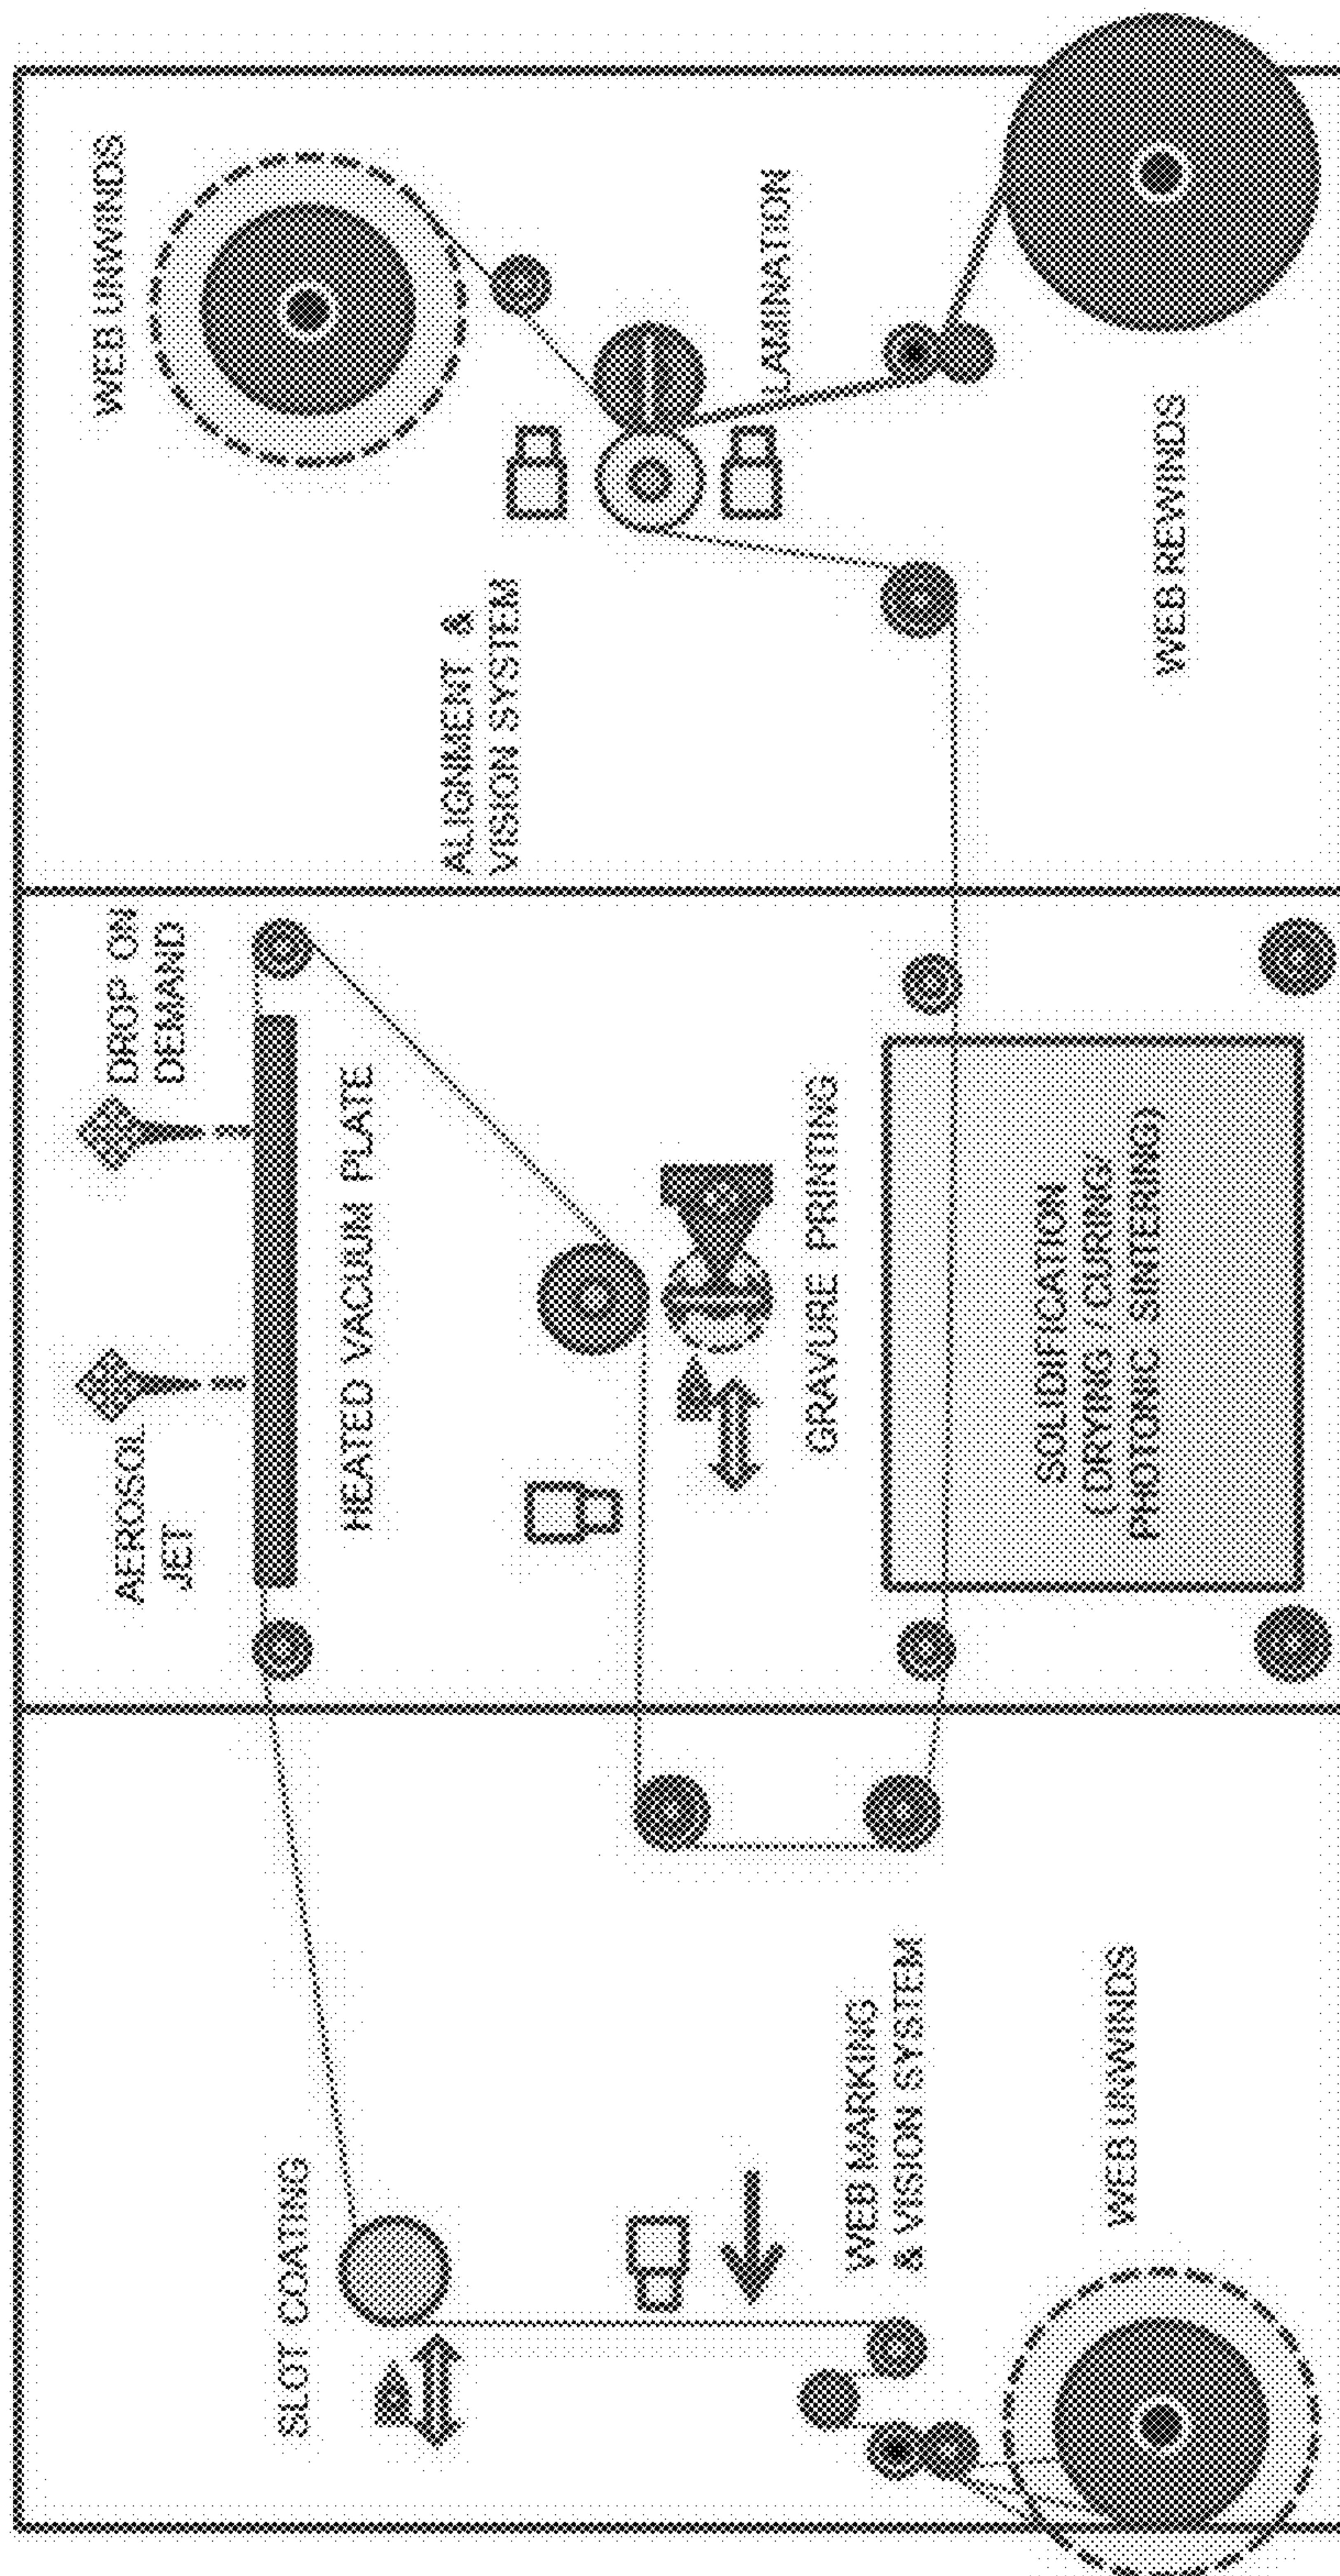 SLOT COATING
WEB MARKING
& VISION SYSTEM
WEB UNWINDS
AEROSOL
JET
DROP ON
DEMAND
HEATED VACUUM PLATE
GRAVURE PRINTING
SOLIDIFICATION
(DRYING / CURING
PHOTONIC SINTERING)
WEB UNWINDS
ALIGNMENT &
VISION SYSTEM
LAMINATION
WEB REWINDS